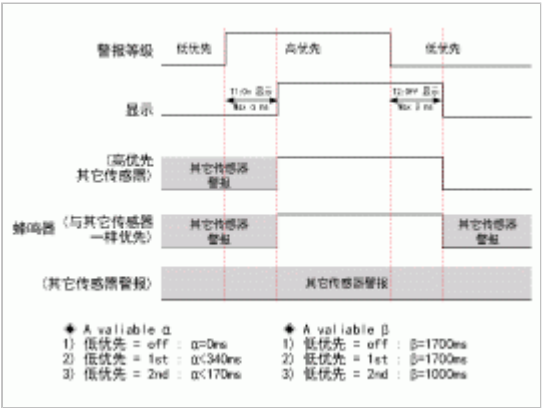 警报等级 低优先 高优先 低优先
T1:On 显示 T2:OFF 显示
Max α ms Max β ms
显示
(高优先
其它传感器)
其它传感器
警报
蜂鸣器 (与其它传感器
一样优先)
其它传感器
警报
其它传感器
警报
(其它传感器警报) 其它传感器警报
◆ A valiable α ◆ A valiable β
1) 低优先 = off : α=0ms 1) 低优先 = off : β=1700ms
2) 低优先 = 1st : α<340ms 2) 低优先 = 1st : β=1700ms
3) 低优先 = 2nd : α<170ms 3) 低优先 = 2nd : β=1000ms